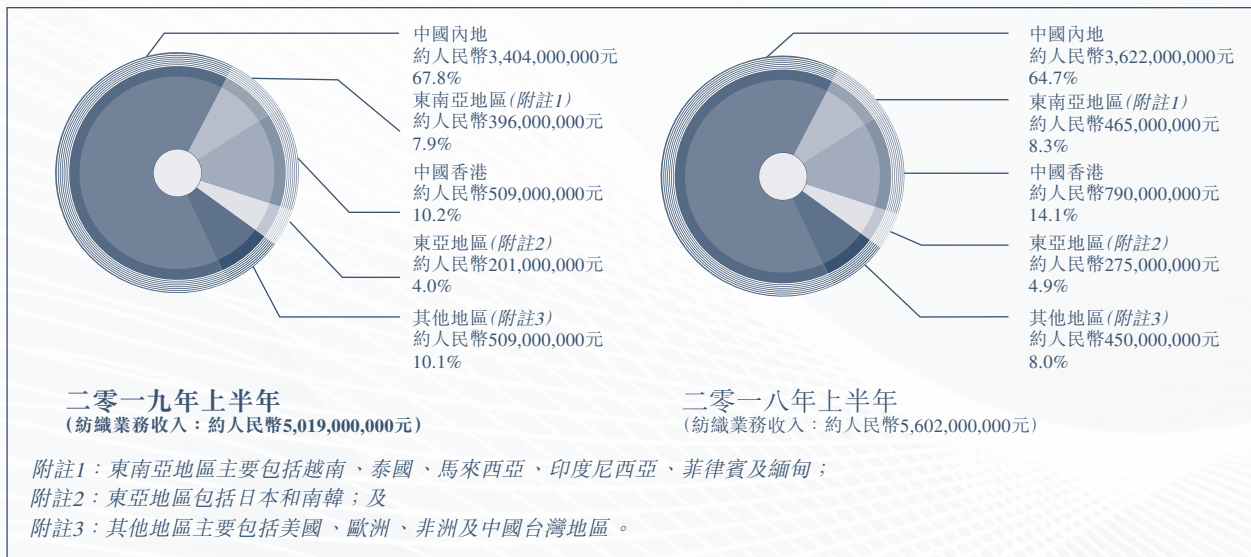 中國內地
約人民幣3,404,000,000元
67.8%
東南亞地區(附註1)
約人民幣396,000,000元
7.9%
中國香港
約人民幣509,000,000元
10.2%
東亞地區(附註2)
約人民幣201,000,000元
4.0%
其他地區(附註3)
約人民幣509,000,000元
10.1%
二零一九年上半年
(紡織業務收入：約人民幣5,019,000,000元)
中國內地
約人民幣3,622,000,000元
64.7%
東南亞地區(附註1)
約人民幣465,000,000元
8.3%
中國香港
約人民幣790,000,000元
14.1%
東亞地區(附註2)
約人民幣275,000,000元
4.9%
其他地區(附註3)
約人民幣450,000,000元
8.0%
二零一八年上半年
(紡織業務收入：約人民幣5,602,000,000元)
附註1：東南亞地區主要包括越南、泰國、馬來西亞、印度尼西亞、菲律賓及緬甸；
附註2：東亞地區包括日本和南韓；及
附註3：其他地區主要包括美國、歐洲、非洲及中國台灣地區。